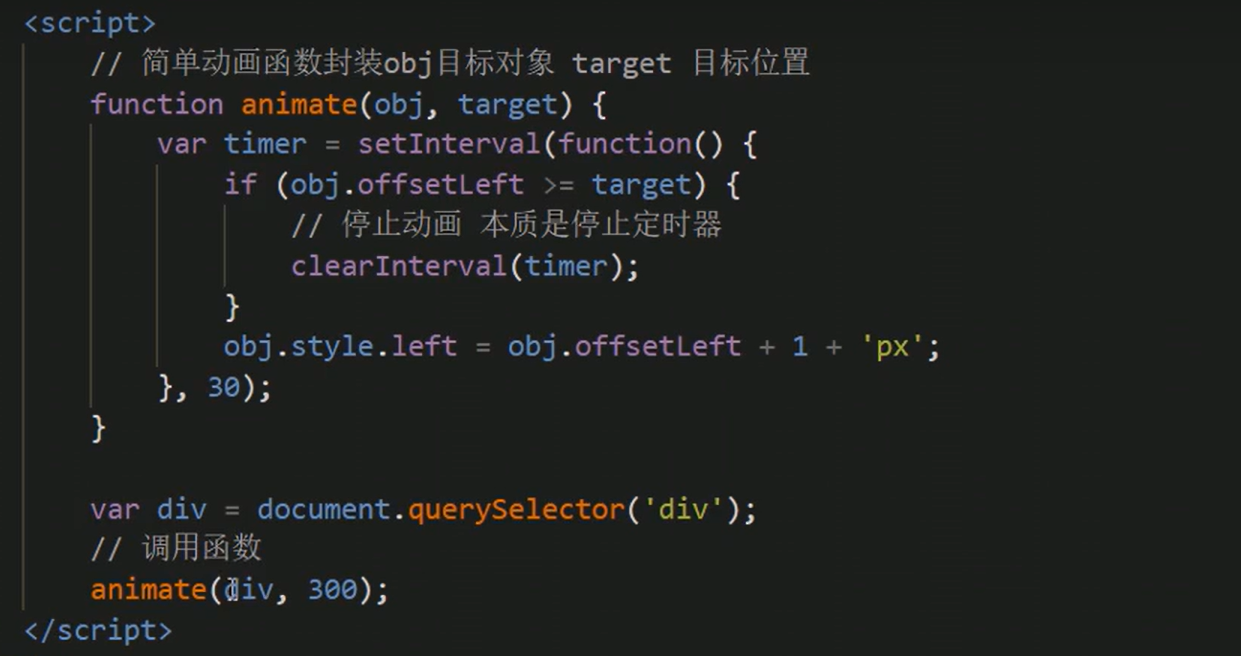 <script>
// 简单动画函数封装obj目标对象 target 目标位置
function animate(obj, target) {
var timer = setInterval(function() {
if (obj.offsetLeft >= target) {
// 停止动画 本质是停止定时器
clearInterval(timer);
}
obj.style.left = obj.offsetLeft + 1 + 'px';
}, 30);
}
var div = document.querySelector('div');
// 调用函数
animate(div, 300);
</script>